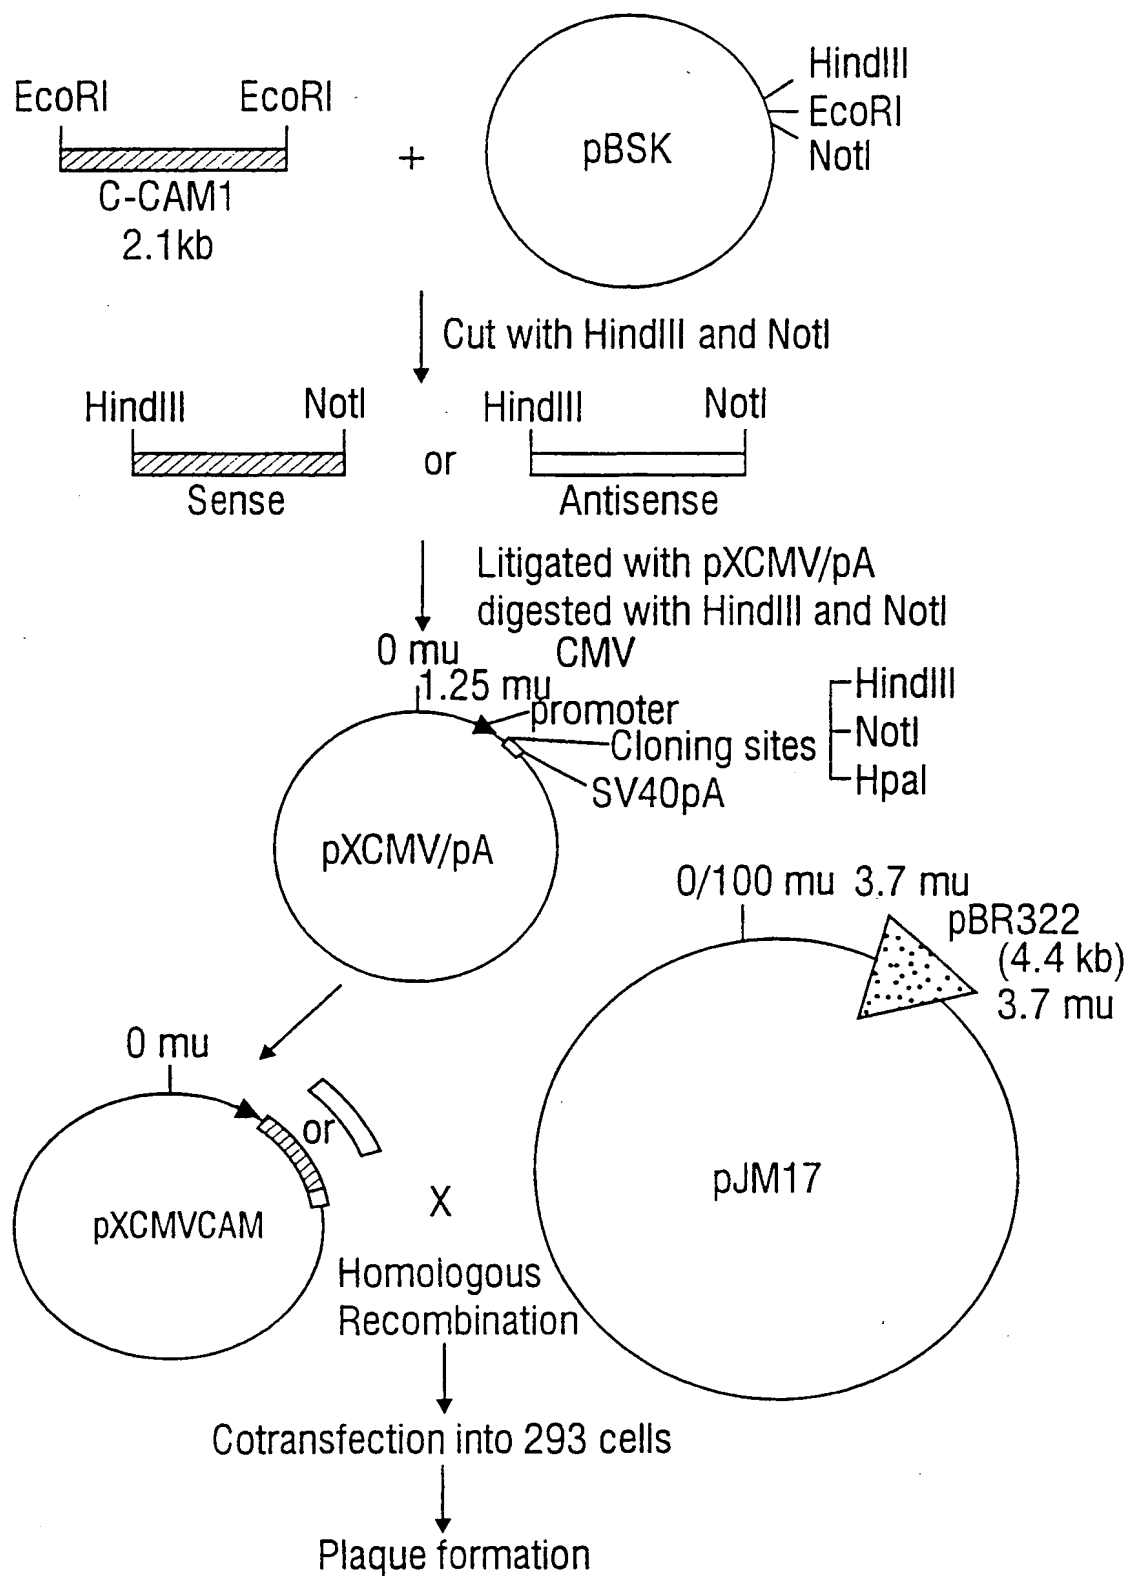 EcoRI EcoRI
C-CAM1
2.1kb
+
pBSK
HindIII
EcoRI
NotI
Cut with HindIII and NotI
HindIII NotI
Sense
or
HindIII NotI
Antisense
Litigated with pXCMV/pA
digested with HindIII and NotI
0 mu
1.25 mu
CMV
promoter
Cloning sites
SV40pA
HindIII
NotI
HpaI
pXCMV/pA
0/100 mu 3.7 mu
pBR322
(4.4 kb)
3.7 mu
pJM17
0 mu
or
pXCMVCAM
X
Homologous
Recombination
Cotransfection into 293 cells
Plaque formation